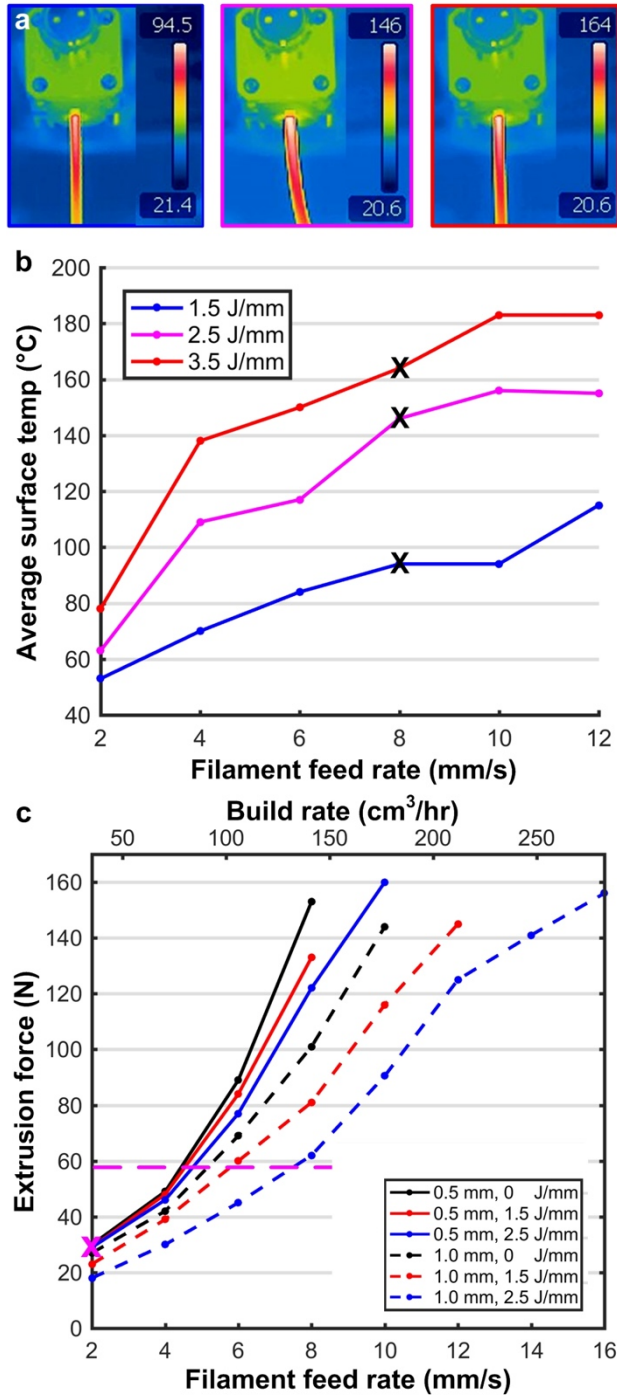 a
94.5
21.4
146
20.6
164
20.6
b
Average surface temp (°C)
200
180
160
140
120
100
80
60
40
1.5 J/mm
2.5 J/mm
3.5 J/mm
X
X
X
2 4 6 8 10 12
Filament feed rate (mm/s)
c
Build rate (cm³/hr)
50 100 150 200 250
Extrusion force (N)
160
140
120
100
80
60
40
20
0
X
0.5 mm, 0 J/mm
0.5 mm, 1.5 J/mm
0.5 mm, 2.5 J/mm
1.0 mm, 0 J/mm
1.0 mm, 1.5 J/mm
1.0 mm, 2.5 J/mm
2 4 6 8 10 12 14 16
Filament feed rate (mm/s)